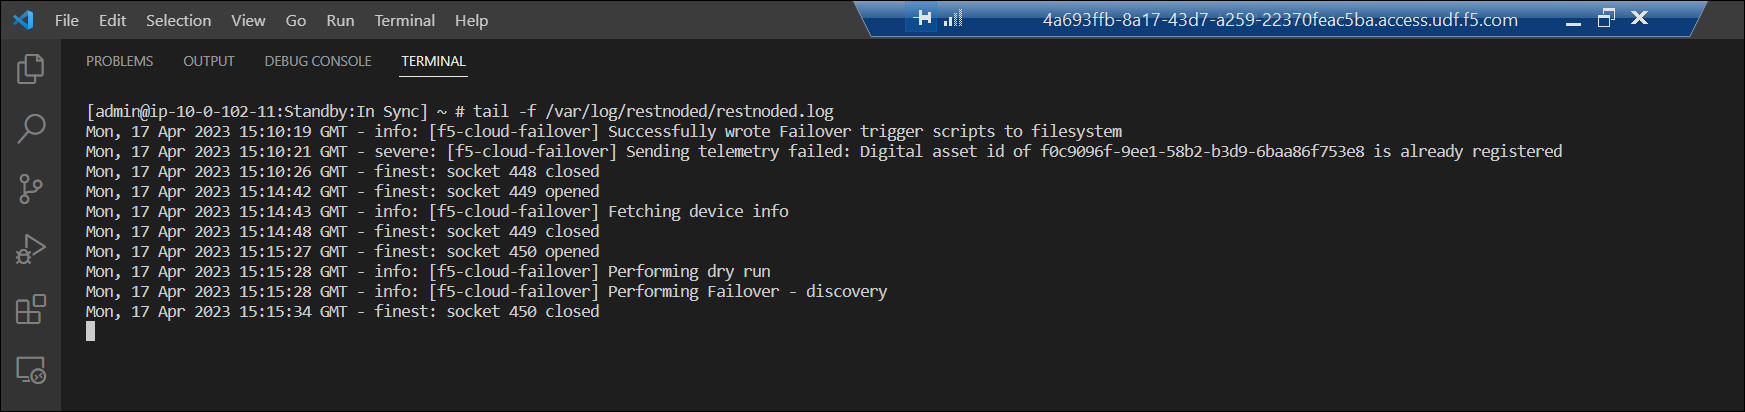 File Edit Selection View Go Run Terminal Help
4a693ffb-8a17-43d7-a259-22370feac5ba.access.udf.f5.com
PROBLEMS OUTPUT DEBUG CONSOLE TERMINAL
[admin@ip-10-0-102-11:Standby:In Sync] ~ # tail -f /var/log/restnoded/restnoded.log
Mon, 17 Apr 2023 15:10:19 GMT - info: [f5-cloud-failover] Successfully wrote Failover trigger scripts to filesystem
Mon, 17 Apr 2023 15:10:21 GMT - severe: [f5-cloud-failover] Sending telemetry failed: Digital asset id of f0c9096f-9ee1-58b2-b3d9-6baa86f753e8 is already registered
Mon, 17 Apr 2023 15:10:26 GMT - finest: socket 448 closed
Mon, 17 Apr 2023 15:14:42 GMT - finest: socket 449 opened
Mon, 17 Apr 2023 15:14:43 GMT - info: [f5-cloud-failover] Fetching device info
Mon, 17 Apr 2023 15:14:48 GMT - finest: socket 449 closed
Mon, 17 Apr 2023 15:15:27 GMT - finest: socket 450 opened
Mon, 17 Apr 2023 15:15:28 GMT - info: [f5-cloud-failover] Performing dry run
Mon, 17 Apr 2023 15:15:28 GMT - info: [f5-cloud-failover] Performing Failover - discovery
Mon, 17 Apr 2023 15:15:34 GMT - finest: socket 450 closed